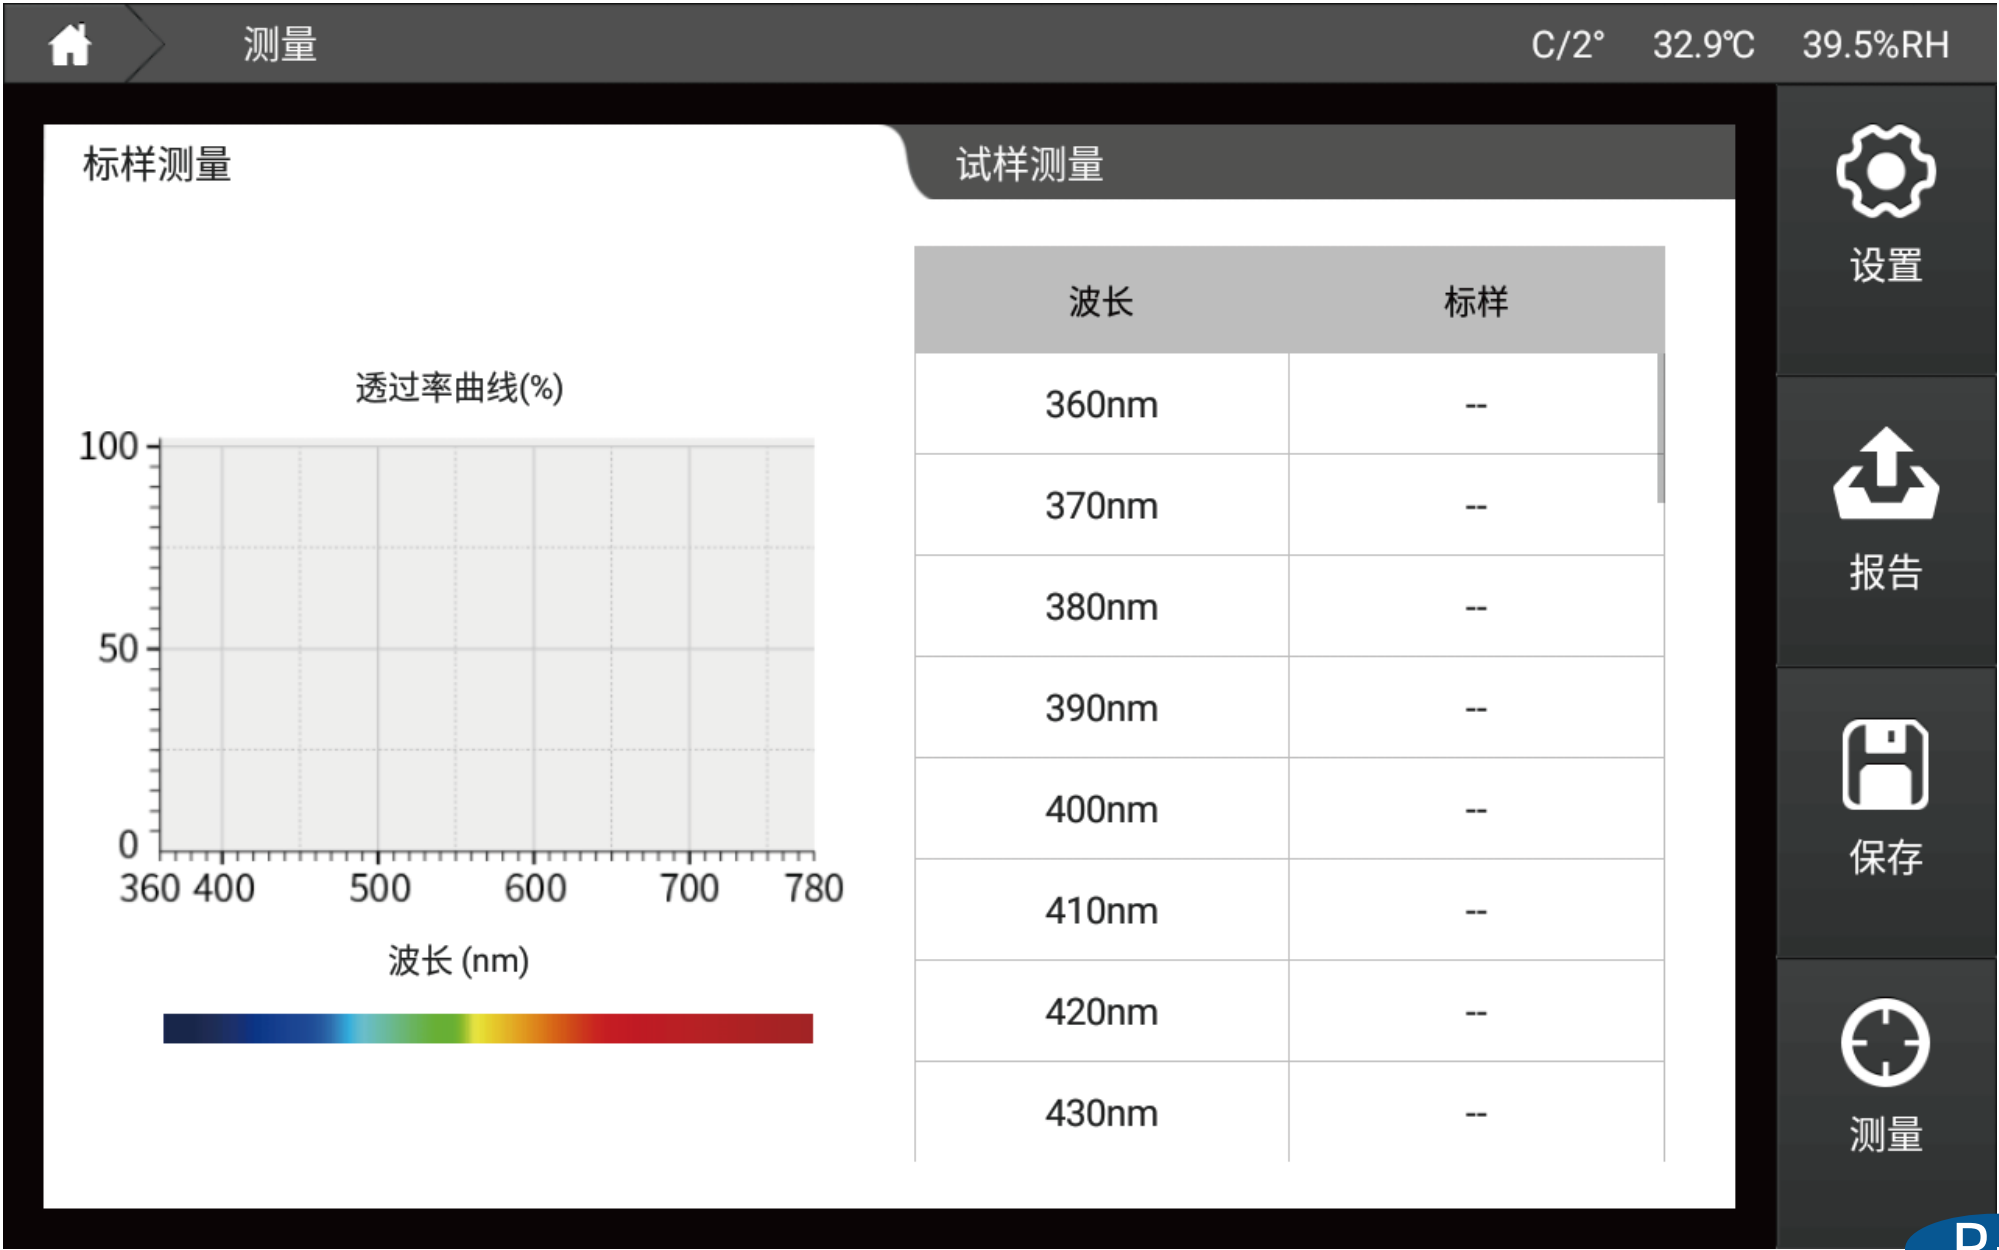 测量
C/2° 32.9℃ 39.5%RH
标样测量
试样测量
透过率曲线(%)
100
50
0
360 400 500 600 700 780
波长 (nm)
波长 标样
360nm --
370nm --
380nm --
390nm --
400nm --
410nm --
420nm --
430nm --
设置
报告
保存
测量